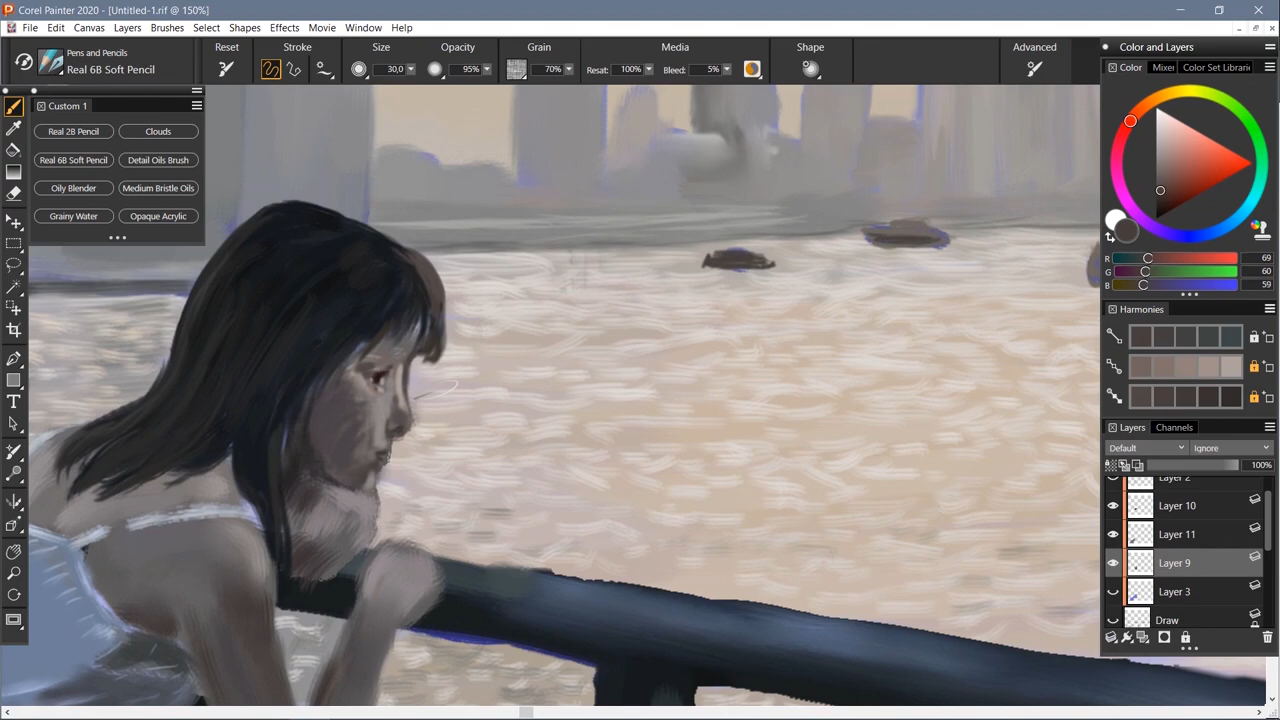 Corel Painter 2020 - [Untitled-1.rif @ 150%]
File Edit Canvas Layers Brushes Select Shapes Effects Movie Window Help
Pens and Pencils
Real 6B Soft Pencil
Reset Stroke Size Opacity Grain Media Shape Advanced
30,0 95% 70% Resat: 100% Bleed: 5%
Custom 1
Real 2B Pencil Clouds
Real 6B Soft Pencil Detail Oils Brush
Oily Blender Medium Bristle Oils
Grainy Water Opaque Acrylic
Color and Layers
Color Mixer Color Set Libraries
R 69
G 60
B 59
Harmonies
Layers Channels
Default Ignore
100%
Layer 2
Layer 10
Layer 11
Layer 9
Layer 3
Draw